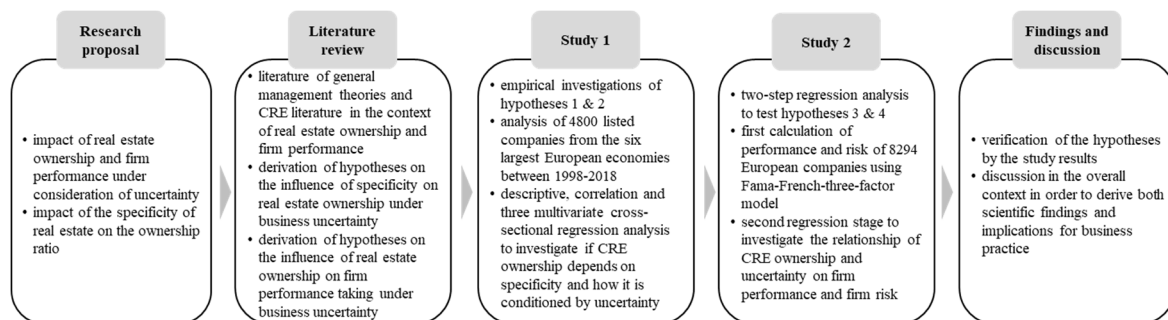 Research
proposal
• impact of real estate
ownership and firm
performance under
consideration of uncertainty
• impact of the specificity of
real estate on the ownership
ratio
Literature
review
• literature of general
management theories and
CRE literature in the context
of real estate ownership and
firm performance
• derivation of hypotheses on
the influence of specificity on
real estate ownership under
business uncertainty
• derivation of hypotheses on
the influence of real estate
ownership on firm
performance taking under
business uncertainty
Study 1
• empirical investigations of
hypotheses 1 & 2
• analysis of 4800 listed
companies from the six
largest European economies
between 1998-2018
• descriptive, correlation and
three multivariate cross-
sectional regression analysis
to investigate if CRE
ownership depends on
specificity and how it is
conditioned by uncertainty
Study 2
• two-step regression analysis
to test hypotheses 3 & 4
• first calculation of
performance and risk of 8294
European companies using
Fama-French-three-factor
model
• second regression stage to
investigate the relationship of
CRE ownership and
uncertainty on firm
performance and firm risk
Findings and
discussion
• verification of the hypotheses
by the study results
• discussion in the overall
context in order to derive both
scientific findings and
implications for business
practice